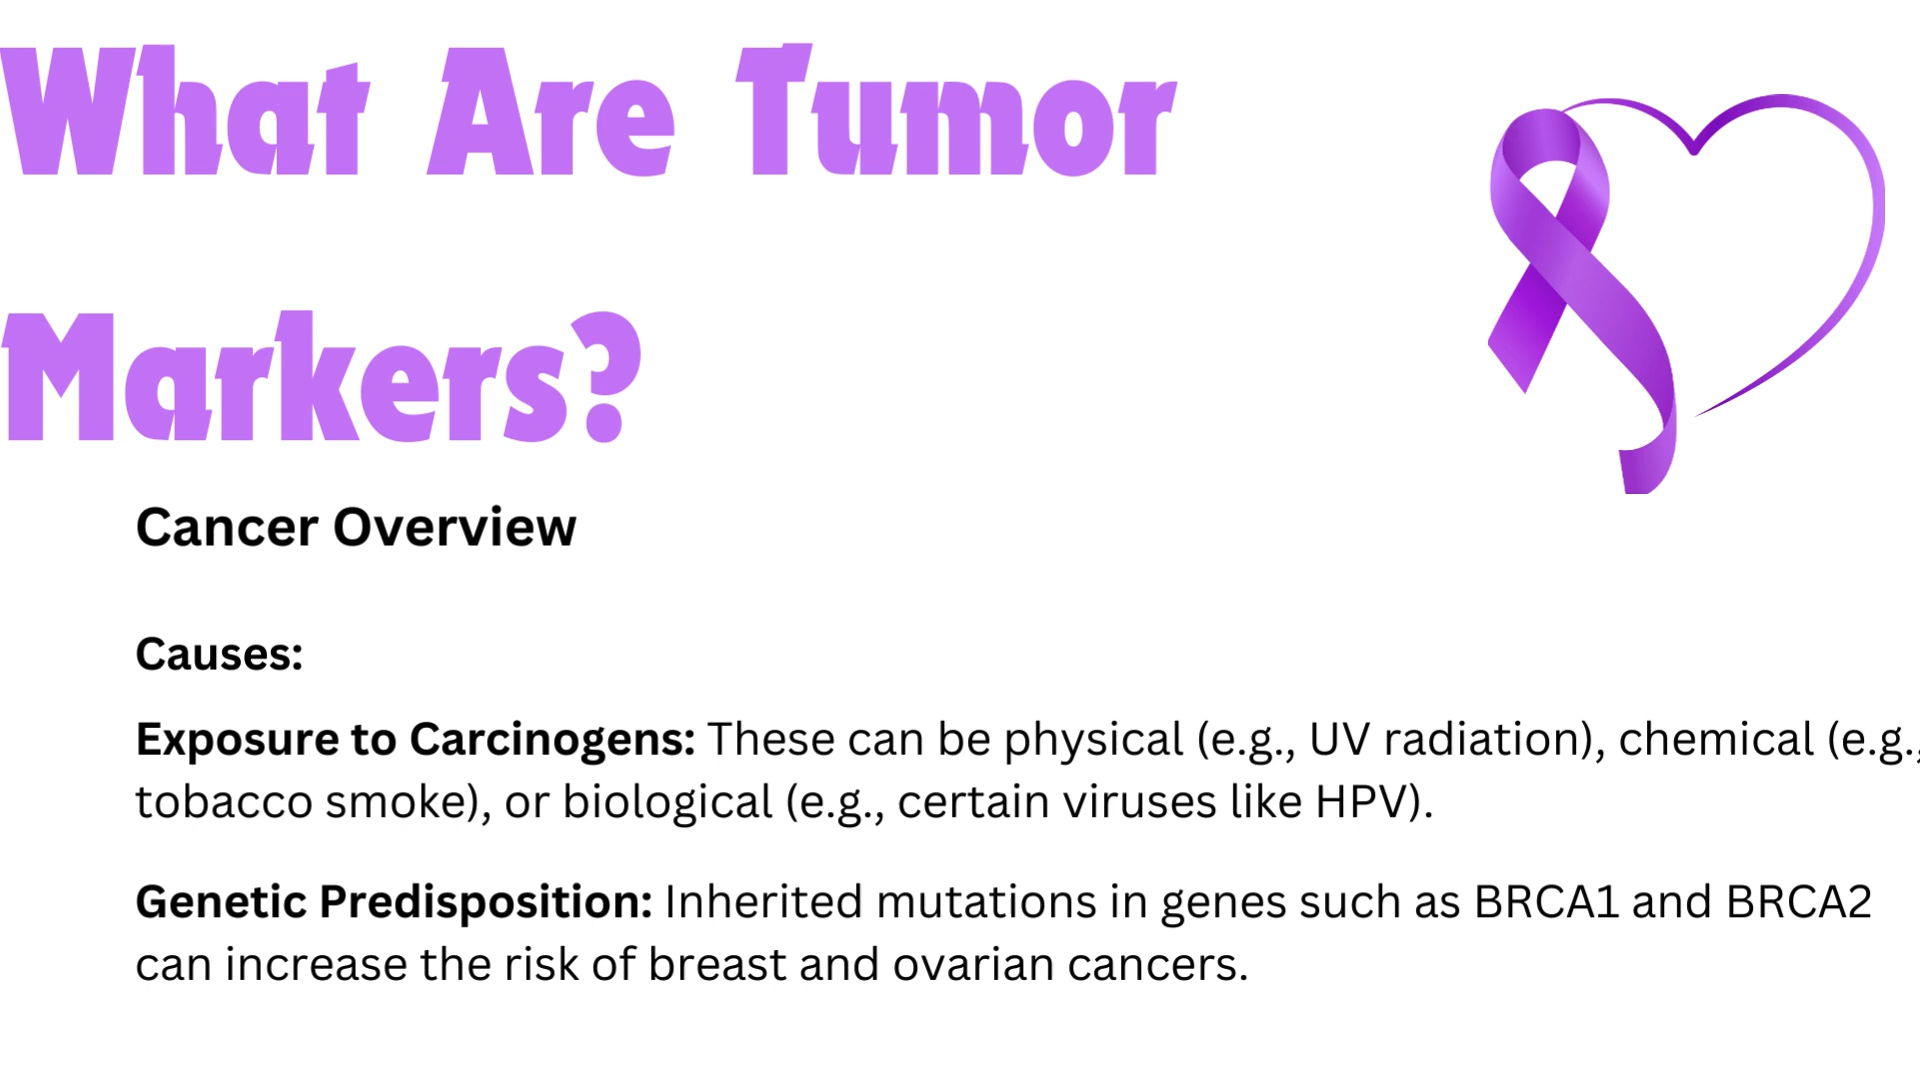 What Are Tumor
Markers?
Cancer Overview
Causes:
Exposure to Carcinogens: These can be physical (e.g., UV radiation), chemical (e.g.,
tobacco smoke), or biological (e.g., certain viruses like HPV).
Genetic Predisposition: Inherited mutations in genes such as BRCA1 and BRCA2
can increase the risk of breast and ovarian cancers.